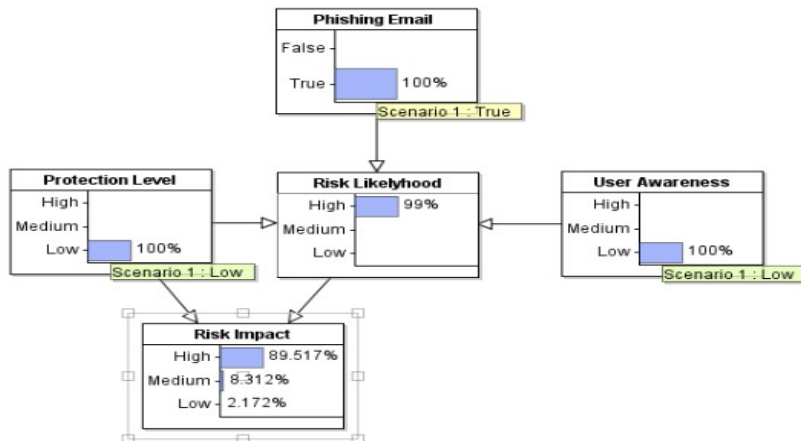 Phishing Email
False
True
100%
Scenario 1 : True
Protection Level
High
Medium
Low
100%
Scenario 1 : Low
Risk Likelyhood
High
99%
Medium
Low
User Awareness
High
Medium
Low
100%
Scenario 1 : Low
Risk Impact
High
89.517%
Medium
8.312%
Low
2.172%